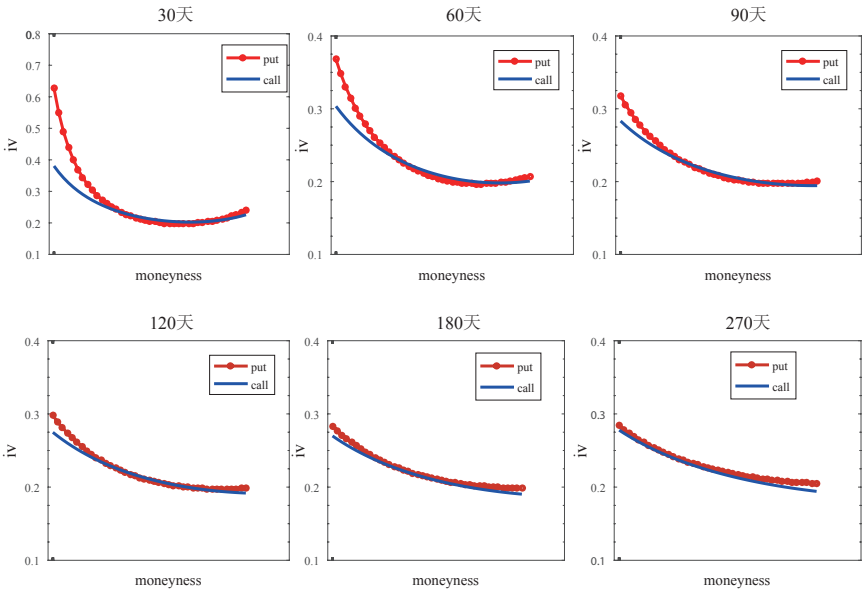 30天
0.8
0.7
0.6
0.5
0.4
0.3
0.2
0.1
iv
put
call
moneyness
60天
0.4
0.3
0.2
0.1
iv
put
call
moneyness
90天
0.4
0.3
0.2
0.1
iv
put
call
moneyness
120天
0.4
0.3
0.2
0.1
iv
put
call
moneyness
180天
0.4
0.3
0.2
0.1
iv
put
call
moneyness
270天
0.4
0.3
0.2
0.1
iv
put
call
moneyness